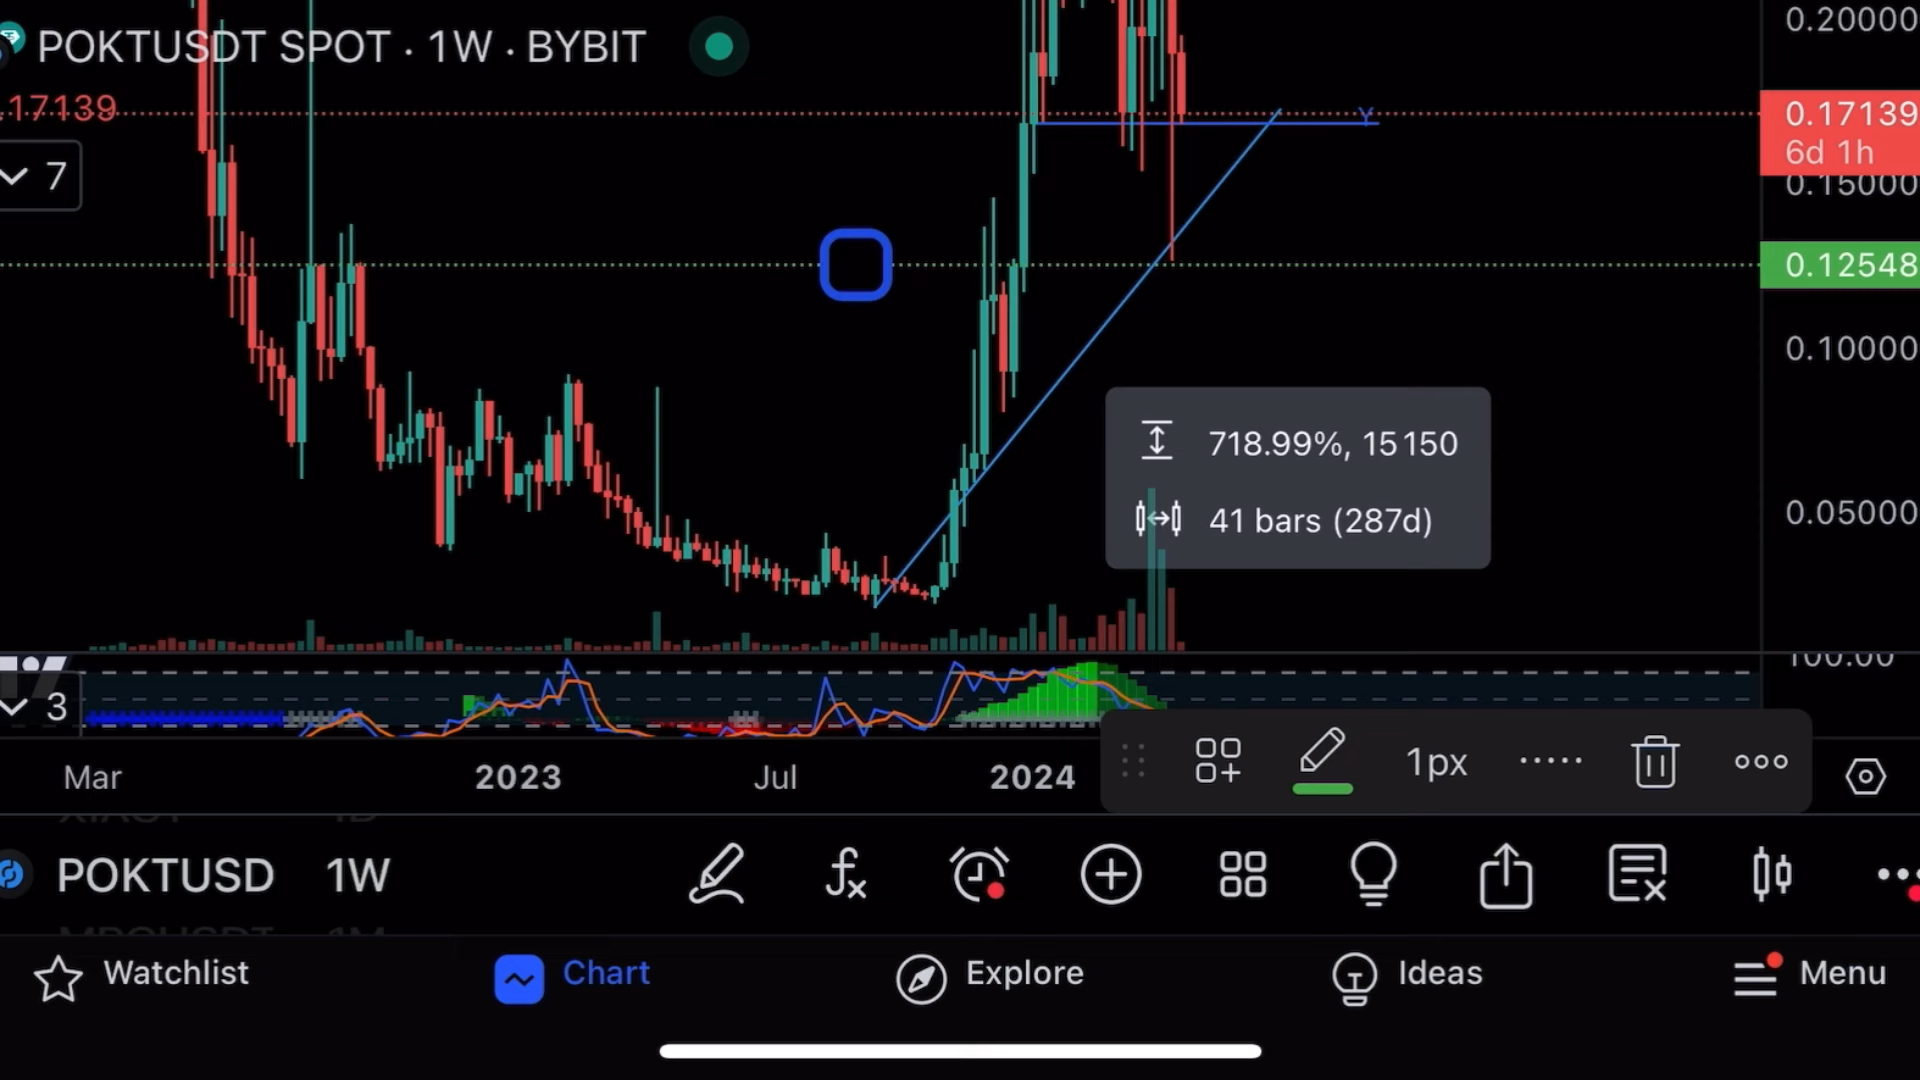 POKTUSDT SPOT · 1W · BYBIT
0.20000
.17139
0.17139
6d 1h
0.15000
7
0.12548
0.10000
718.99%, 15150
0.05000
41 bars (287d)
100.00
3
Mar
2023
Jul
2024
1px
POKTUSD 1W
Watchlist
Chart
Explore
Ideas
Menu
Y